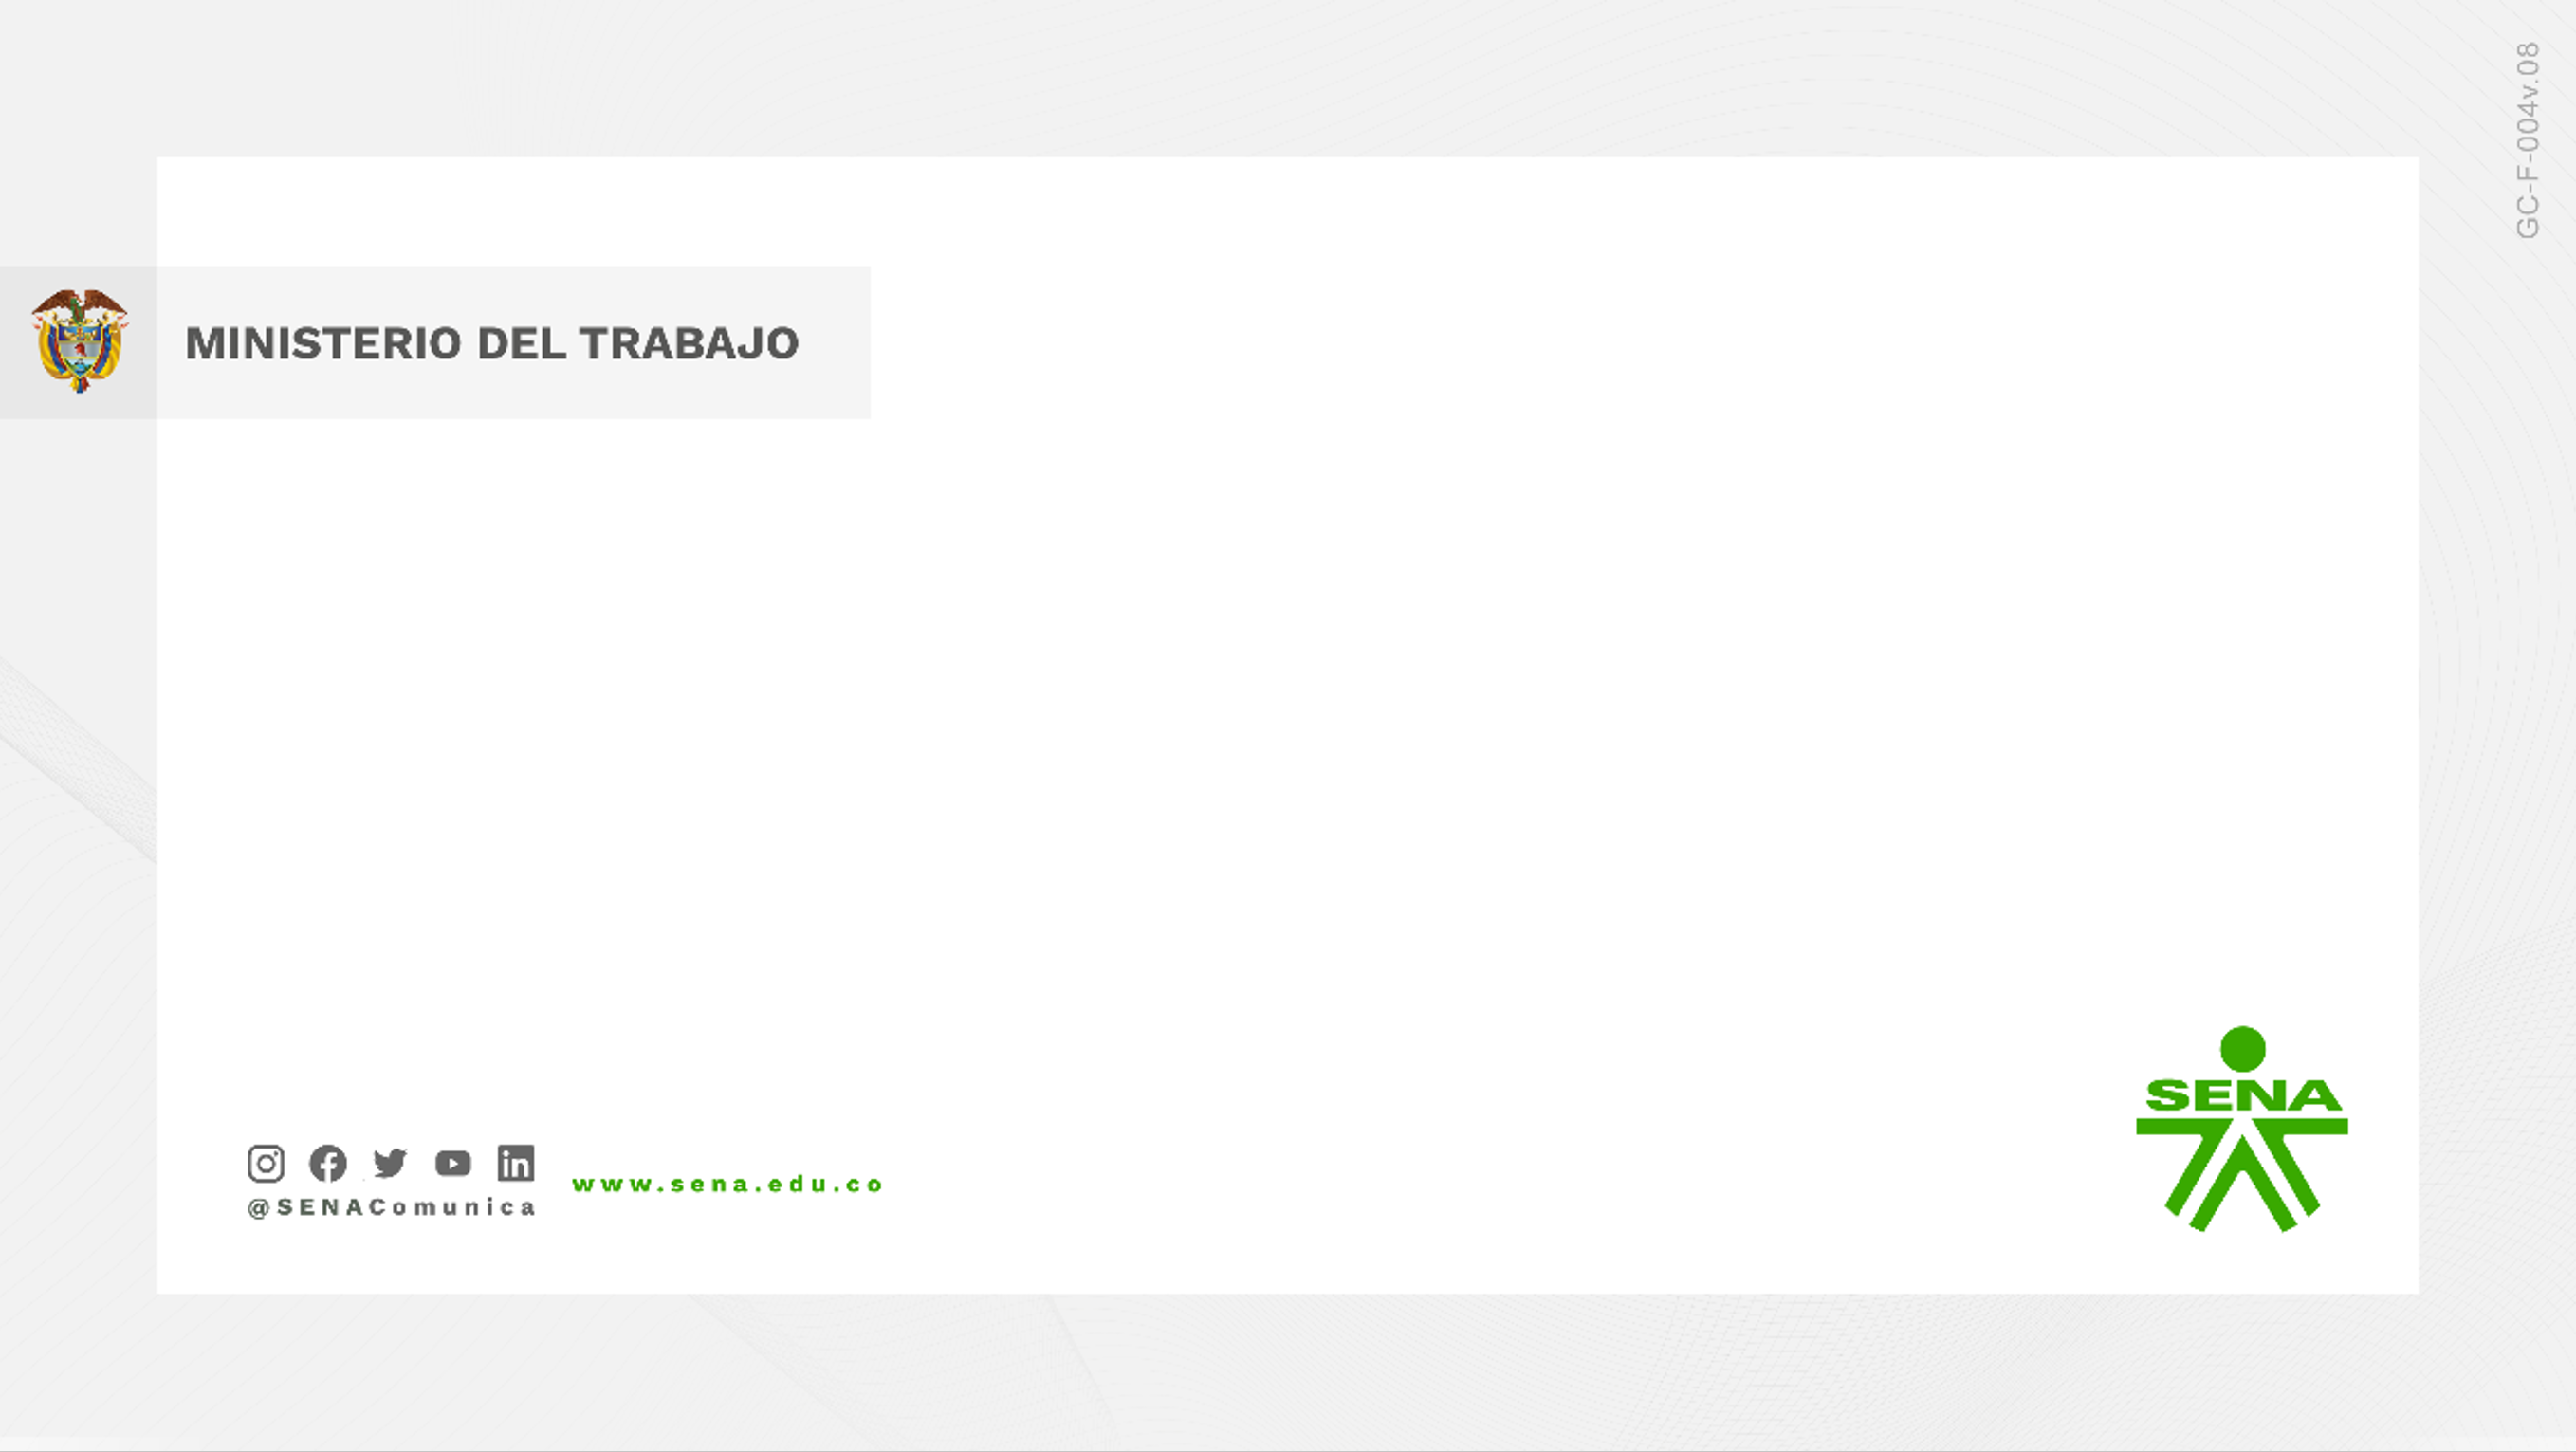 GC-F-004v.08
MINISTERIO DEL TRABAJO
SENA
@SENAComunica
www.sena.edu.co